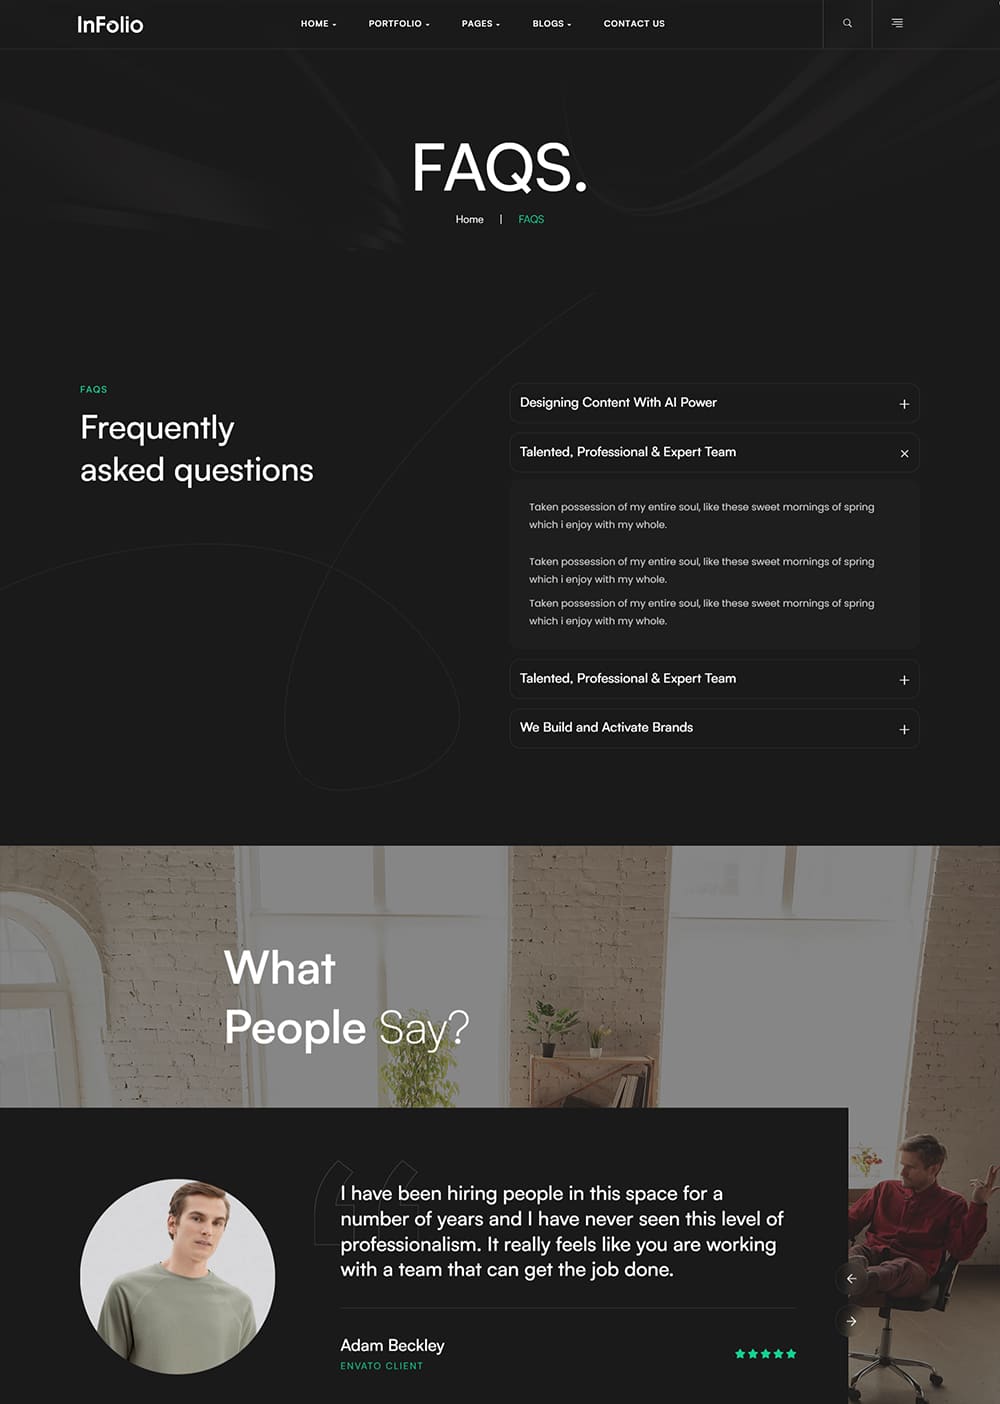 InFolio
HOME
PORTFOLIO
PAGES
BLOGS
CONTACT US
FAQS.
Home | FAQS
FAQS
Frequently
asked questions
Designing Content With AI Power
Talented, Professional & Expert Team
Taken possession of my entire soul, like these sweet mornings of spring
which i enjoy with my whole.
Taken possession of my entire soul, like these sweet mornings of spring
which i enjoy with my whole.
Taken possession of my entire soul, like these sweet mornings of spring
which i enjoy with my whole.
Talented, Professional & Expert Team
We Build and Activate Brands
What
People Say?
I have been hiring people in this space for a
number of years and I have never seen this level of
professionalism. It really feels like you are working
with a team that can get the job done.
Adam Beckley
ENVATO CLIENT